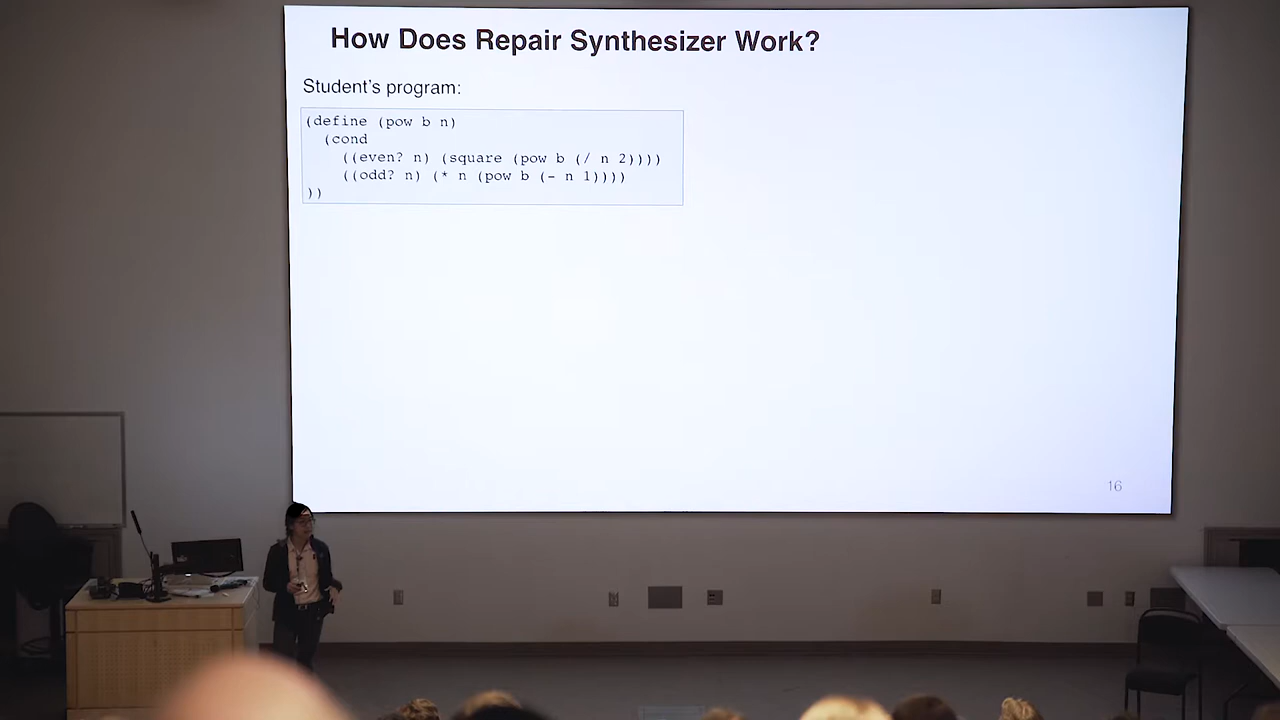 How Does Repair Synthesizer Work?
Student's program:
(define (pow b n)
(cond
((even? n) (square (pow b (/ n 2))))
((odd? n) (* n (pow b (- n 1))))
))
16